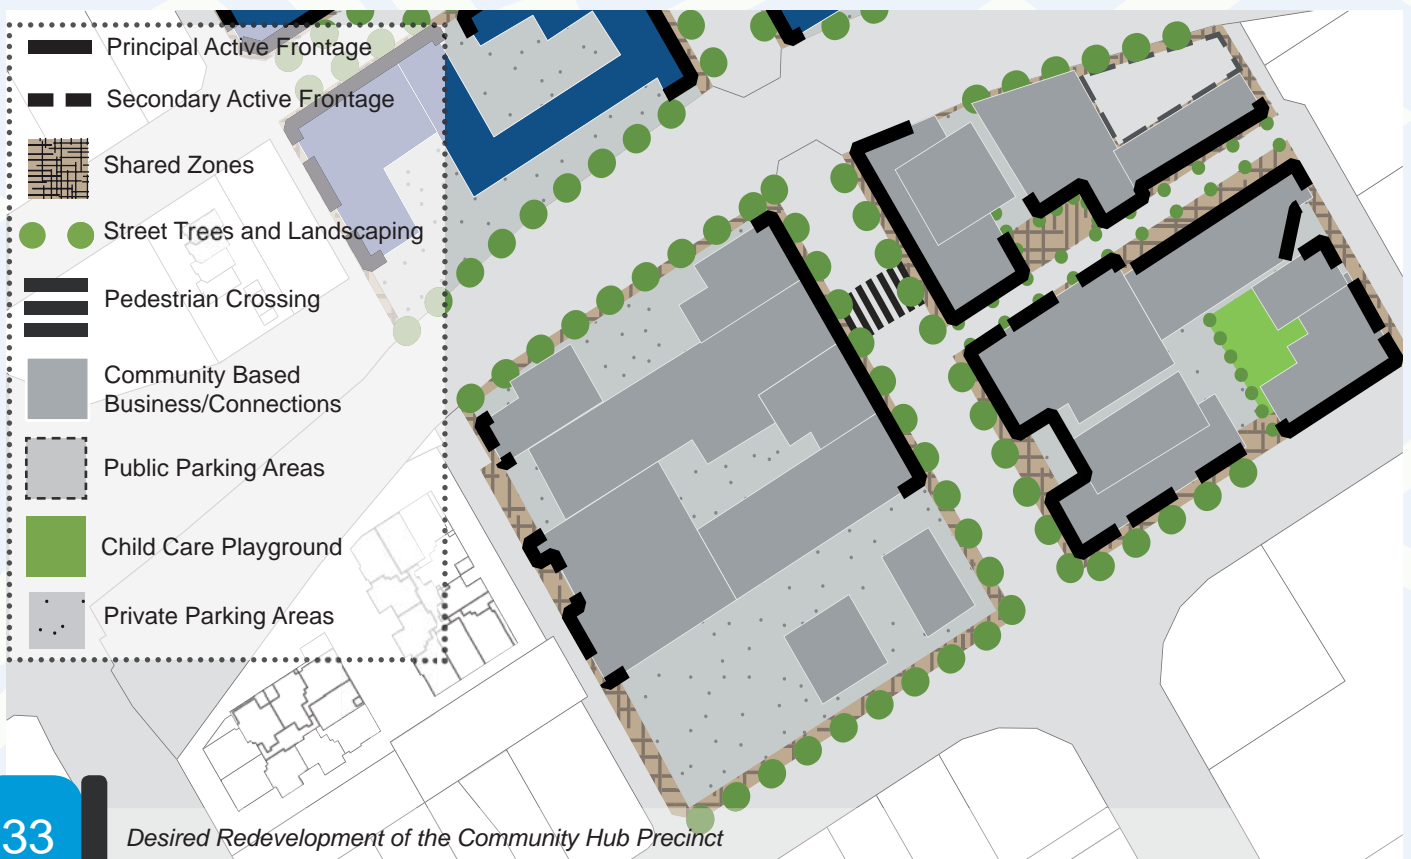 Principal Active Frontage
Secondary Active Frontage
Shared Zones
Street Trees and Landscaping
Pedestrian Crossing
Community Based
Business/Connections
Public Parking Areas
Child Care Playground
Private Parking Areas
33
Desired Redevelopment of the Community Hub Precinct